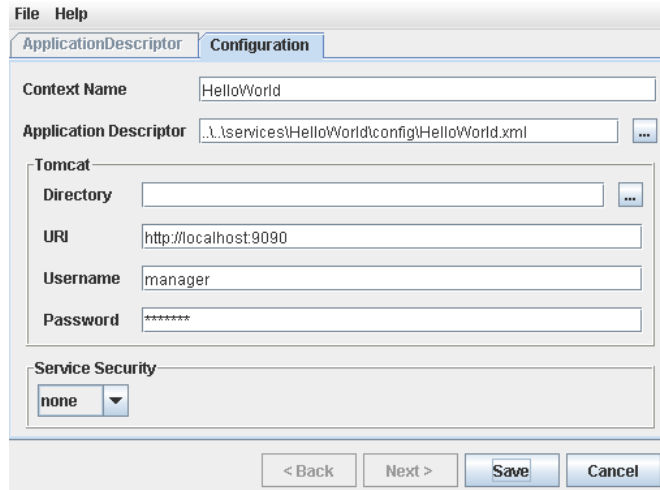 File Help
ApplicationDescriptor Configuration
Context Name HelloWorld
Application Descriptor ..\..\services\HelloWorld\config\HelloWorld.xml ...
Tomcat
Directory ...
URI http://localhost:9090
Username manager
Password *******
Service Security
none
< Back Next > Save Cancel